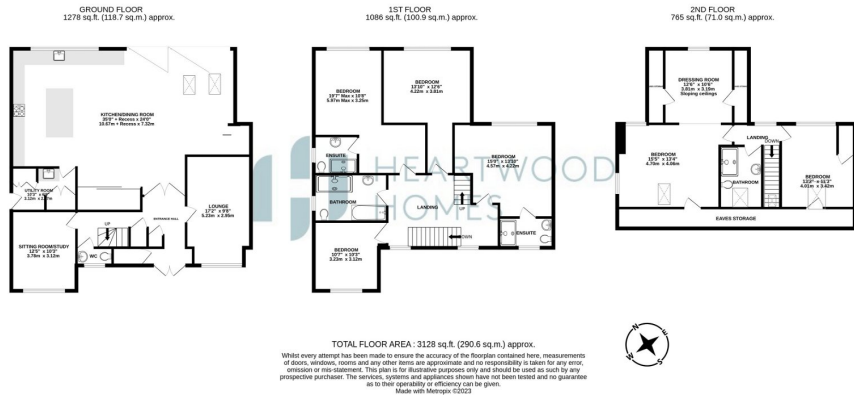 GROUND FLOOR
1278 sq.ft. (118.7 sq.m.) approx.
1ST FLOOR
1086 sq.ft. (100.9 sq.m.) approx.
2ND FLOOR
765 sq.ft. (71.0 sq.m.) approx.
KITCHEN/DINING ROOM
35'0" + Recess x 24'0"
10.67m + Recess x 7.32m
UTILITY ROOM
LOUNGE
17'2" x 9'8"
5.23m x 2.95m
ENTRANCE HALL
SITTING ROOM/STUDY
12'5" x 10'3"
3.78m x 3.12m
UP
WC
BEDROOM
19'7" Max x 10'8"
5.97m Max x 3.25m
BEDROOM
13'10" x 12'6"
4.22m x 3.81m
BEDROOM
15'0" x 13'10"
4.57m x 4.22m
ENSUITE
BATHROOM
LANDING
UP
DOWN
ENSUITE
BEDROOM
10'7" x 10'3"
3.23m x 3.12m
DRESSING ROOM
12'6" x 10'6"
3.81m x 3.19m
Sloping ceilings
LANDING
DOWN
BEDROOM
15'5" x 13'4"
4.70m x 4.06m
BATHROOM
BEDROOM
13'2" x 11'3"
4.01m x 3.42m
EAVES STORAGE
HEARTWOOD
HOMES
TOTAL FLOOR AREA : 3128 sq.ft. (290.6 sq.m.) approx.
Whilst every attempt has been made to ensure the accuracy of the floorplan contained here, measurements
of doors, windows, rooms and any other items are approximate and no responsibility is taken for any error,
omission or mis-statement. This plan is for illustrative purposes only and should be used as such by any
prospective purchaser. The services, systems and appliances shown have not been tested and no guarantee
as to their operability or efficiency can be given.
Made with Metropix ©2023
N
E
S
W